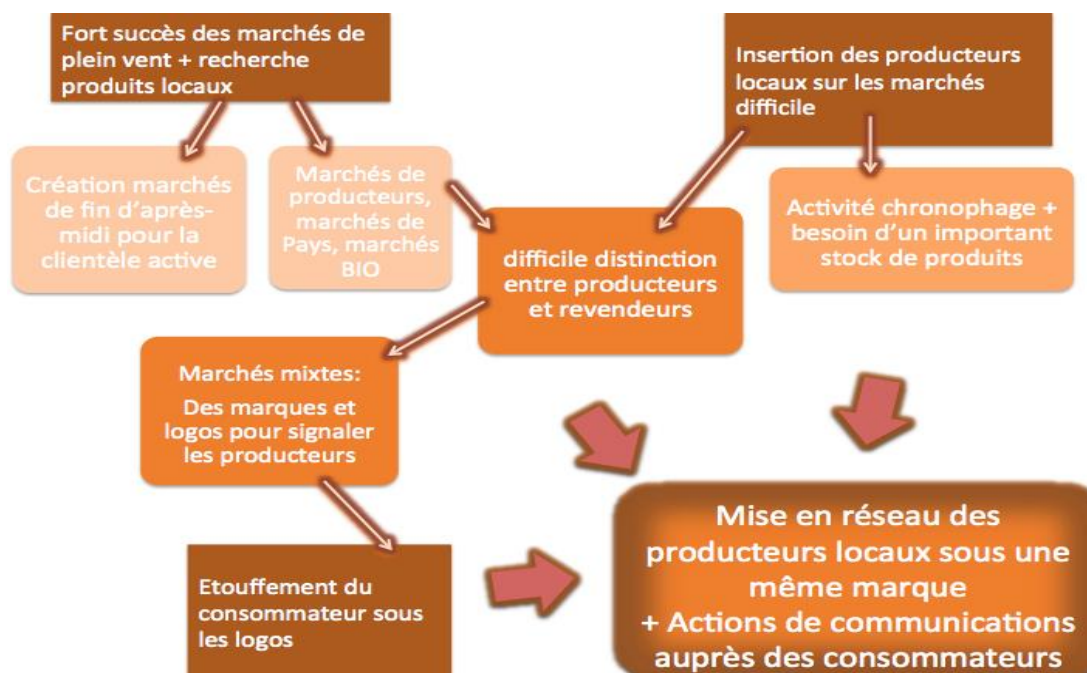 Fort succès des marchés de
plein vent + recherche
produits locaux
Insertion des producteurs
locaux sur les marchés
difficile
Création marchés
de fin d'après-
midi pour la
clientèle active
Marchés de
producteurs,
marchés de
Pays, marchés
BIO
difficile distinction
entre producteurs
et revendeurs
Activité chronophage +
besoin d'un important
stock de produits
Marchés mixtes:
Des marques et
logos pour signaler
les producteurs
Etouffement du
consommateur sous
les logos
Mise en réseau des
producteurs locaux sous une
même marque
+ Actions de communications
auprès des consommateurs